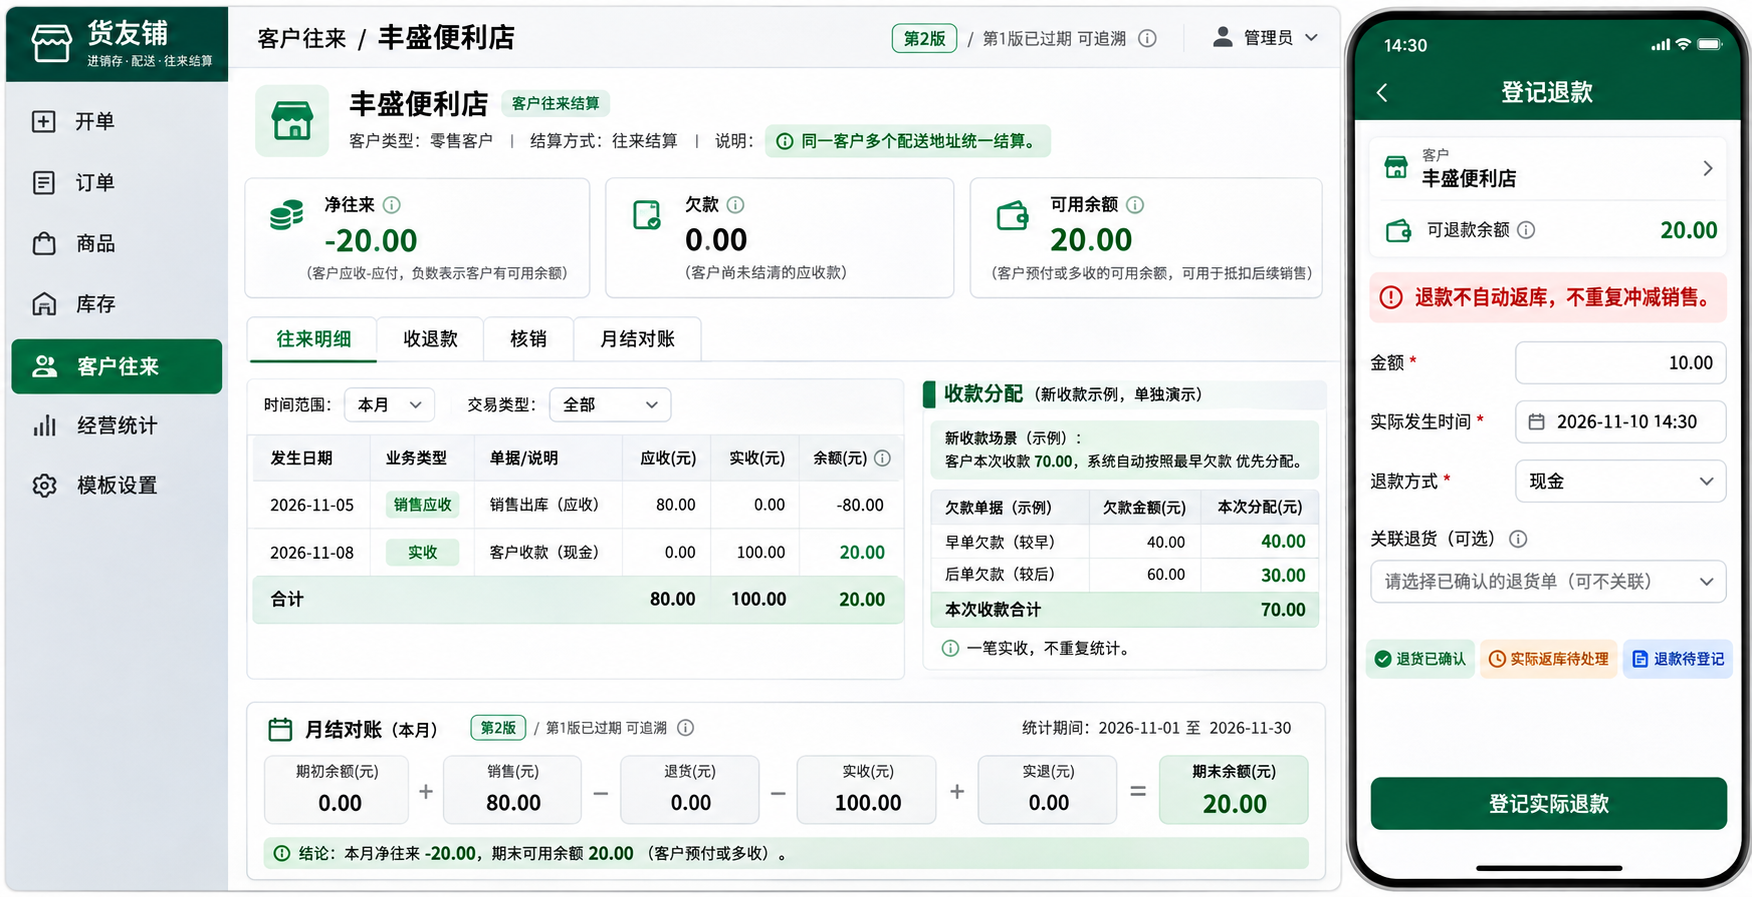 货友铺
进销存·配送·往来结算
开单
订单
商品
库存
客户往来
经营统计
模板设置
客户往来 / 丰盛便利店
第2版 / 第1版已过期 可追溯
管理员
丰盛便利店 客户往来结算
客户类型：零售客户 | 结算方式：往来结算 | 说明： 同一客户多个配送地址统一结算。
净往来
-20.00
（客户应收-应付，负数表示客户有可用余额）
欠款
0.00
（客户尚未结清的应收款）
可用余额
20.00
（客户预付或多收的可用余额，可用于抵扣后续销售）
往来明细 收退款 核销 月结对账
时间范围： 本月 交易类型： 全部
发生日期 业务类型 单据/说明 应收(元) 实收(元) 余额(元)
2026-11-05 销售应收 销售出库（应收） 80.00 0.00 -80.00
2026-11-08 实收 客户收款（现金） 0.00 100.00 20.00
合计 80.00 100.00 20.00
收款分配（新收款示例，单独演示）
新收款场景（示例）：
客户本次收款 70.00，系统自动按照最早欠款 优先分配。
欠款单据（示例） 欠款金额(元) 本次分配(元)
早单欠款（较早） 40.00 40.00
后单欠款（较后） 60.00 30.00
本次收款合计 70.00
一笔实收，不重复统计。
月结对账（本月） 第2版 / 第1版已过期 可追溯
统计期间：2026-11-01 至 2026-11-30
期初余额(元) 销售(元) 退货(元) 实收(元) 实退(元) 期末余额(元)
0.00 + 80.00 − 0.00 − 100.00 + 0.00 = 20.00
结论：本月净往来 -20.00，期末可用余额 20.00 （客户预付或多收）。
14:30
登记退款
客户
丰盛便利店
可退款余额 20.00
退款不自动返库，不重复冲减销售。
金额 * 10.00
实际发生时间 * 2026-11-10 14:30
退款方式 * 现金
关联退货（可选）
请选择已确认的退货单（可不关联）
退货已确认 实际返库待处理 退款待登记
登记实际退款